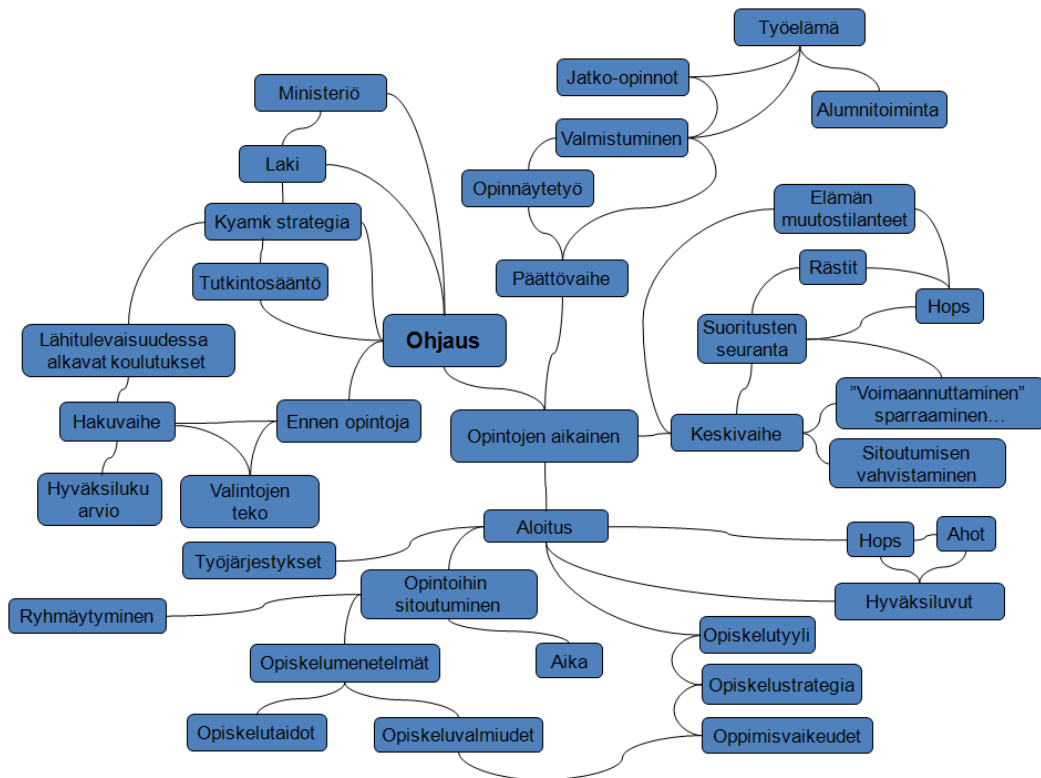 Työelämä
Jatko-opinnot
Ministeriö
Alumnitoiminta
Valmistuminen
Laki
Opinnäytetyö
Elämän
muutostilanteet
Kyamk strategia
Rästit
Tutkintosääntö
Päättövaihe
Hops
Suoritusten
seuranta
Ohjaus
Lähitulevaisuudessa
alkavat koulutukset
"Voimaannuttaminen"
sparraaminen…
Hakuvaihe
Ennen opintoja
Opintojen aikainen
Keskivaihe
Sitoutumisen
vahvistaminen
Hyväksiluku
arvio
Valintojen
teko
Aloitus
Hops
Ahot
Työjärjestykset
Opintoihin
sitoutuminen
Hyväksiluvut
Ryhmäytyminen
Opiskelutyyli
Opiskelumenetelmät
Aika
Opiskelustrategia
Opiskelutaidot
Opiskeluvalmiudet
Oppimisvaikeudet